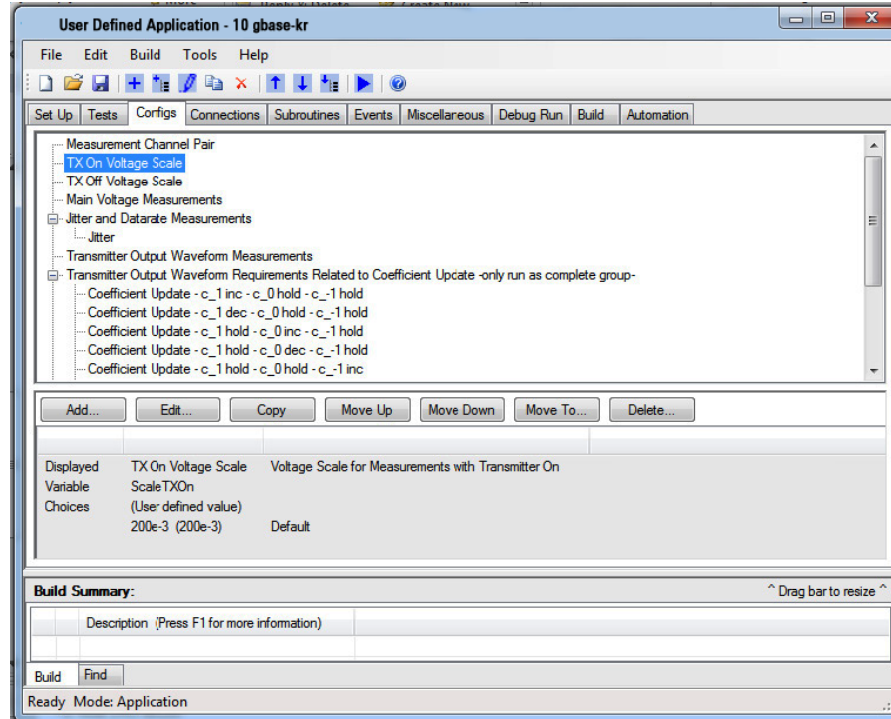 User Defined Application - 10 gbase-kr
File Edit Build Tools Help
Set Up Tests Configs Connections Subroutines Events Miscellareous Debug Run Build Automation
Measurement Channel Pair
TX On Voltage Scale
TX Off Voltage Scale
Main Voltage Measurements
Jitter and Datarate Measurements
Jitter
Transmitter Output Waveform Measurements
Transmitter Output Waveform Requirements Related to Coefficient Update -only run as complete group-
Coefficient Update - c_1 inc - c_0 hold - c_-1 hold
Coefficient Update - c_1 dec - c_0 hold - c_-1 hold
Coefficient Update - c_1 hold - c_0 inc - c_-1 hold
Coefficient Update - c_1 hold - c_0 dec - c_-1 hold
Coefficient Update - c_1 hold - c_0 hold - c_-1 inc
Add... Edit... Copy Move Up Move Down Move To... Delete...
Displayed TX On Voltage Scale Voltage Scale for Measurements with Transmitter On
Variable ScaleTXOn
Choices (User defined value)
200e-3 (200e-3) Default
Build Summary: ^ Drag bar to resize ^
Description (Press F1 for more information)
Build Find
Ready Mode: Application